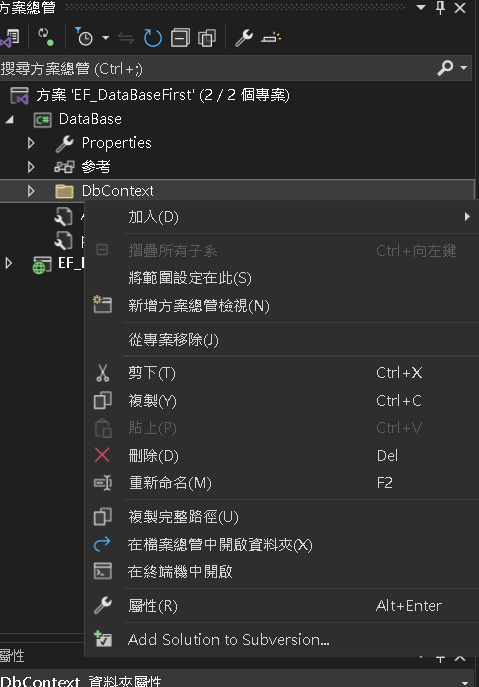 方案總管
搜尋方案總管 (Ctrl+;)
方案 'EF_DataBaseFirst' (2 / 2 個專案)
DataBase
Properties
參考
DbContext
EF_
加入(D)
摺疊所有子系 Ctrl+向左鍵
將範圍設定在此(S)
新增方案總管檢視(N)
從專案移除(J)
剪下(T) Ctrl+X
複製(Y) Ctrl+C
貼上(P) Ctrl+V
刪除(D) Del
重新命名(M) F2
複製完整路徑(U)
在檔案總管中開啟資料夾(X)
在終端機中開啟
屬性(R) Alt+Enter
Add Solution to Subversion...
屬性
DbContext 資料夾屬性